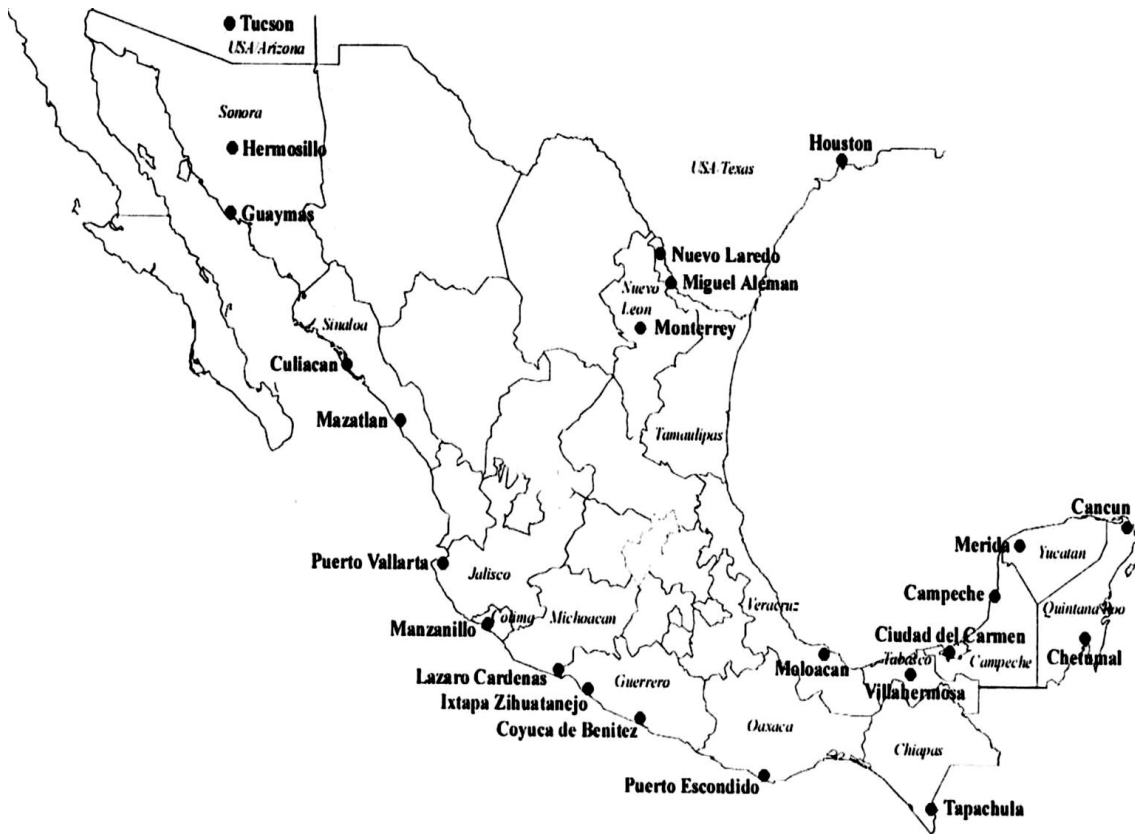 Tucson
USA/Arizona
Sonora
Hermosillo
Houston
USA-Texas
Guaymas
Nuevo Laredo
Miguel Aleman
Nuevo
Leon
Sinaloa
Monterrey
Culiacan
Mazatlan
Tamaulipas
Cancun
Merida
Yucatan
Puerto Vallarta
Jalisco
Campeche
Quintana Roo
Veracruz
Colima
Michoacan
Manzanillo
Ciudad del Carmen
Chetumal
Moloacan
Tabasco
Campeche
Lazaro Cardenas
Guerrero
Villahermosa
Ixtapa Zihuatanejo
Coyuca de Benitez
Oaxaca
Chiapas
Puerto Escondido
Tapachula